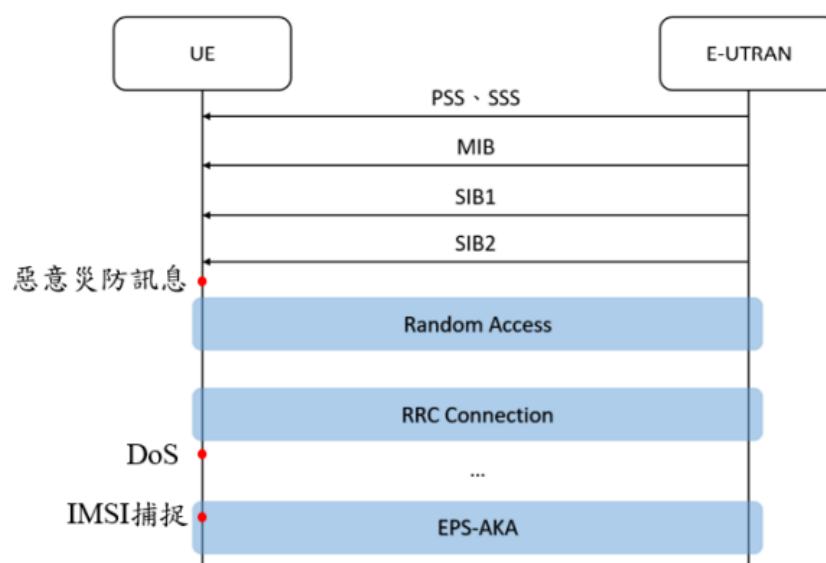 UE
E-UTRAN
PSS、SSS
MIB
SIB1
SIB2
惡意災防訊息
Random Access
RRC Connection
DoS
...
IMSI捕捉
EPS-AKA